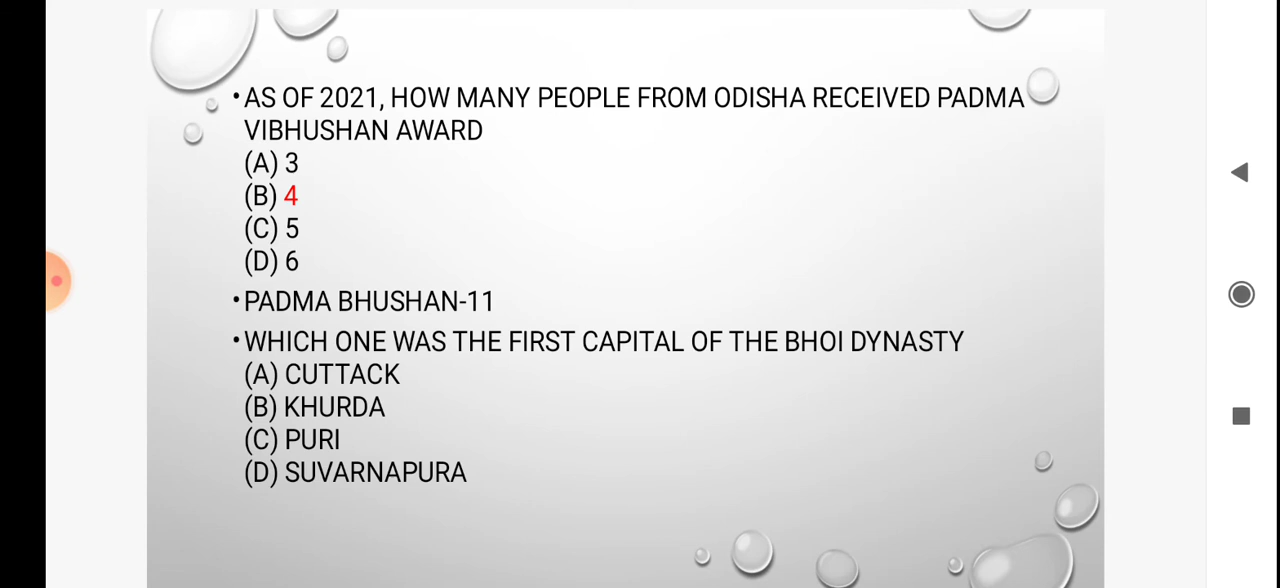 • AS OF 2021, HOW MANY PEOPLE FROM ODISHA RECEIVED PADMA
VIBHUSHAN AWARD
(A) 3
(B) 4
(C) 5
(D) 6
• PADMA BHUSHAN-11
• WHICH ONE WAS THE FIRST CAPITAL OF THE BHOI DYNASTY
(A) CUTTACK
(B) KHURDA
(C) PURI
(D) SUVARNAPURA